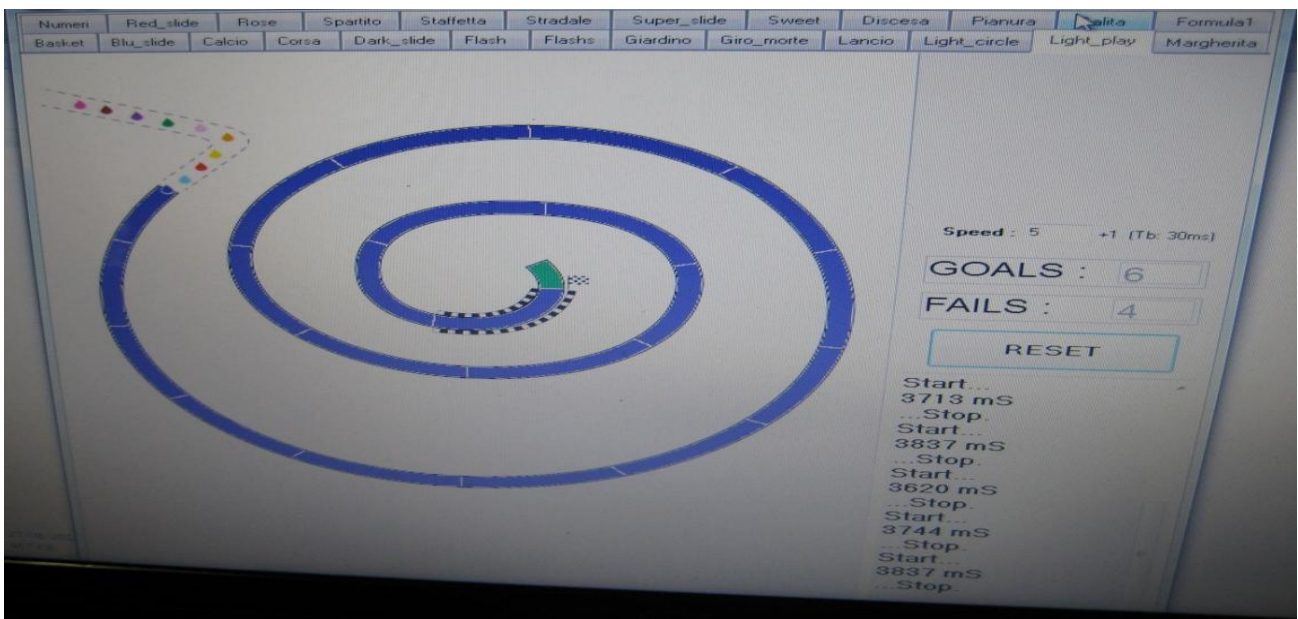 Numeri Red_slide Rose Spartito Staffetta Stradale Super_slide Sweet Discesa Pianura alita Formula1
Basket Blu_slide Calcio Corsa Dark_slide Flash Flashs Giardino Giro_morte Lancio Light_circle Light_play Margherita
Speed : 5 +1 (Tb: 30ms)
GOALS : 6
FAILS : 4
RESET
Start...
3713 mS
...Stop.
Start...
3837 mS
...Stop.
Start...
3620 mS
...Stop.
Start...
3744 mS
...Stop.
Start...
3837 mS
...Stop.